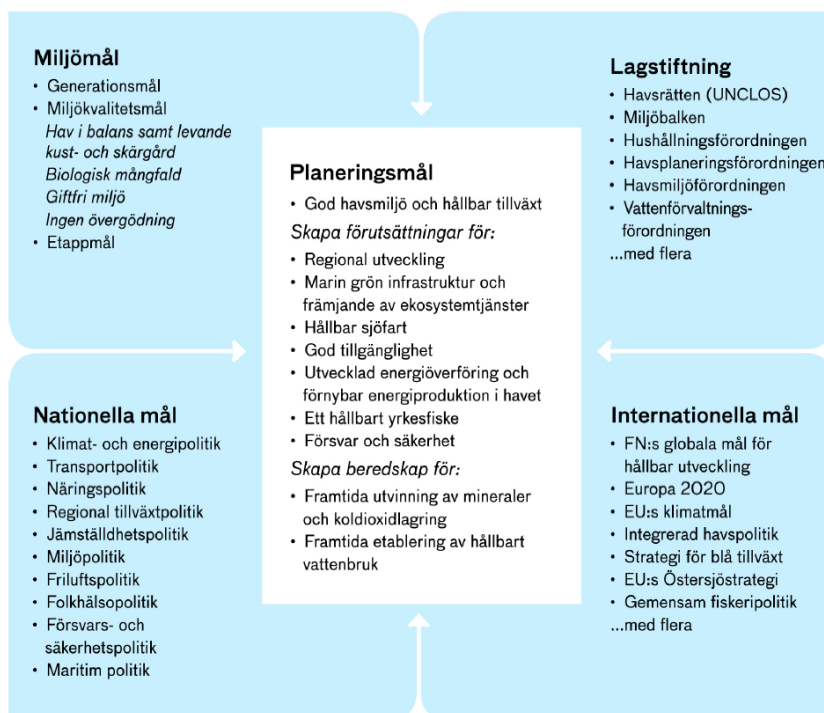 Miljömål
• Generationsmål
• Miljökvalitetsmål
Hav i balans samt levande
kust- och skärgård
Biologisk mångfald
Giftfri miljö
Ingen övergödning
• Etappmål
Lagstiftning
• Havsrätten (UNCLOS)
• Miljöbalken
• Hushållningsförordningen
• Havsplaneringsförordningen
• Havsmiljöförordningen
• Vattenförvaltnings-
förordningen
...med flera
Planeringsmål
• God havsmiljö och hållbar tillväxt
Skapa förutsättningar för:
• Regional utveckling
• Marin grön infrastruktur och
främjande av ekosystemtjänster
• Hållbar sjöfart
• God tillgänglighet
• Utvecklad energiöverföring och
förnybar energiproduktion i havet
• Ett hållbart yrkesfiske
• Försvar och säkerhet
Skapa beredskap för:
• Framtida utvinning av mineraler
och koldioxidlagring
• Framtida etablering av hållbart
vattenbruk
Nationella mål
• Klimat- och energipolitik
• Transportpolitik
• Näringspolitik
• Regional tillväxtpolitik
• Jämställdhetspolitik
• Miljöpolitik
• Friluftspolitik
• Folkhälsopolitik
• Försvars- och
säkerhetspolitik
• Maritim politik
Internationella mål
• FN:s globala mål för
hållbar utveckling
• Europa 2020
• EU:s klimatmål
• Integrerad havspolitik
• Strategi för blå tillväxt
• EU:s Östersjöstrategi
• Gemensam fiskeripolitik
...med flera